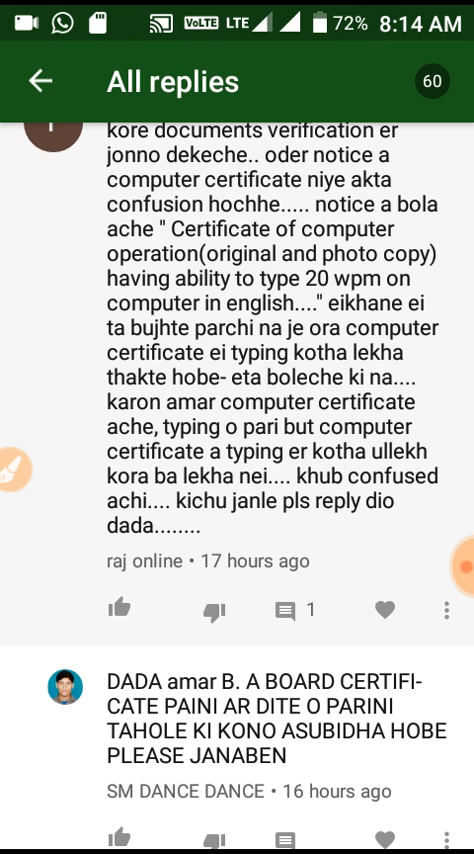 VoLTE LTE 72% 8:14 AM
All replies 60
kore documents verification er
jonno dekeche.. oder notice a
computer certificate niye akta
confusion hochhe..... notice a bola
ache " Certificate of computer
operation(original and photo copy)
having ability to type 20 wpm on
computer in english...." eikhane ei
ta bujhte parchi na je ora computer
certificate ei typing kotha lekha
thakte hobe- eta boleche ki na....
karon amar computer certificate
ache, typing o pari but computer
certificate a typing er kotha ullekh
kora ba lekha nei.... khub confused
achi.... kichu janle pls reply dio
dada........
raj online • 17 hours ago
1
DADA amar B. A BOARD CERTIFI-
CATE PAINI AR DITE O PARINI
TAHOLE KI KONO ASUBIDHA HOBE
PLEASE JANABEN
SM DANCE DANCE • 16 hours ago